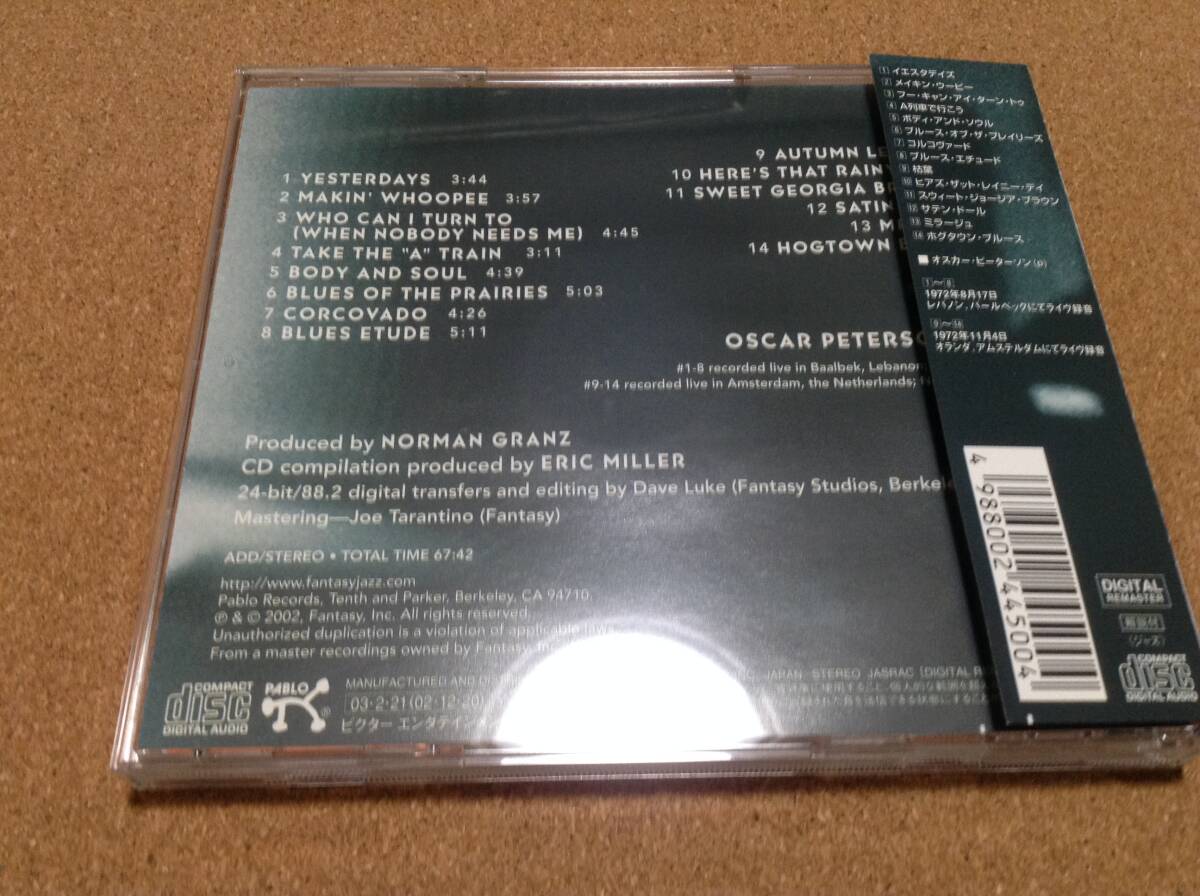 1 YESTERDAYS 3:44
2 MAKIN' WHOOPEE 3:57
3 WHO CAN I TURN TO
(WHEN NOBODY NEEDS ME) 4:45
4 TAKE THE "A" TRAIN 3:11
5 BODY AND SOUL 4:39
6 BLUES OF THE PRAIRIES 5:03
7 CORCOVADO 4:26
8 BLUES ETUDE 5:11
9 AUTUMN
10 HERE'S THAT
11 SWEET GEORGIA
12
13
14 HOGTOWN
OSCAR
#1-8 recorded live in Baalbek, Lebanon
#9-14 recorded live in Amsterdam, the Netherlands;
Produced by NORMAN GRANZ
CD compilation produced by ERIC MILLER
24-bit/88.2 digital transfers and editing by Dave Luke (Fantasy Studios,
Mastering—Joe Tarantino (Fantasy)
ADD/STEREO • TOTAL TIME 67:42
http://www.fantasyjazz.com
Pablo Records, Tenth and Parker, Berkeley, CA 94710.
℗ & © 2002, Fantasy, Inc. All rights reserved.
Unauthorized duplication is a violation of applicable laws
From a master recordings owned by Fantasy,
COMPACT
disc
DIGITAL AUDIO
PABLO
®
MANUFACTURED AND
JAPAN STEREO JASRAC
03·2·21(02·12·20)
ビクター エンタテイン
1 イエスタデイズ
2 メイキン・ウーピー
3 フー・キャン・アイ・ターン・トゥ
4 A列車で行こう
5 ボディ・アンド・ソウル
6 ブルース・オブ・ザ・プレイリーズ
7 コルコヴァード
8 ブルース・エチュード
9 枯葉
10 ヒアズ・ザット・レイニー・デイ
11 スウィート・ジョージア・ブラウン
12 サテン・ドール
13 ミラージュ
14 ホグタウン・ブルース
■ オスカー・ピーターソン(p)
1〜8
1972年8月17日
レバノン、バールベックにてライヴ録音
9〜14
1972年11月4日
オランダ、アムステルダムにてライヴ録音
4 988002 445004
DIGITAL
REMASTER
解説付
(ジャズ)
COMPACT
disc
DIGITAL AUDIO